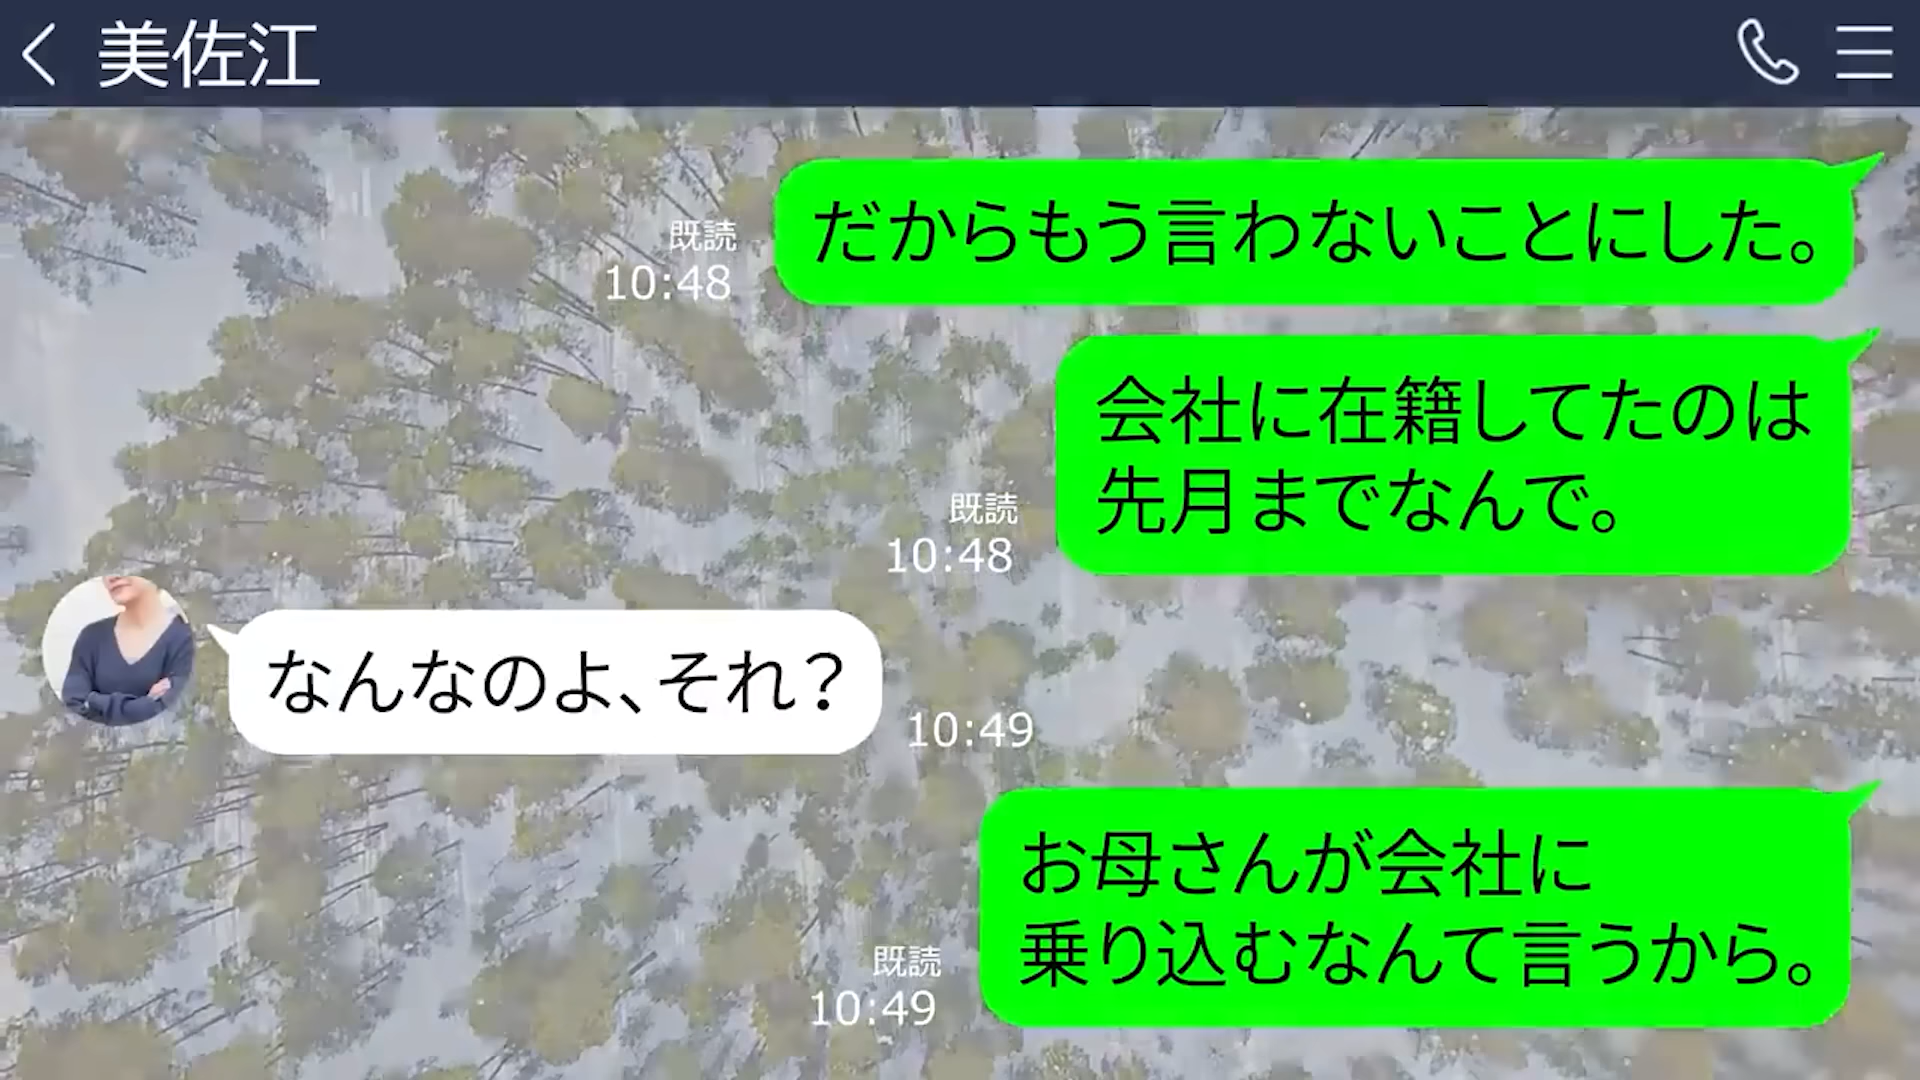 美佐江
だからもう言わないことにした。
既読
10:48
会社に在籍してたのは
先月までなんで。
既読
10:48
なんなのよ、それ？
10:49
お母さんが会社に
乗り込むなんて言うから。
既読
10:49